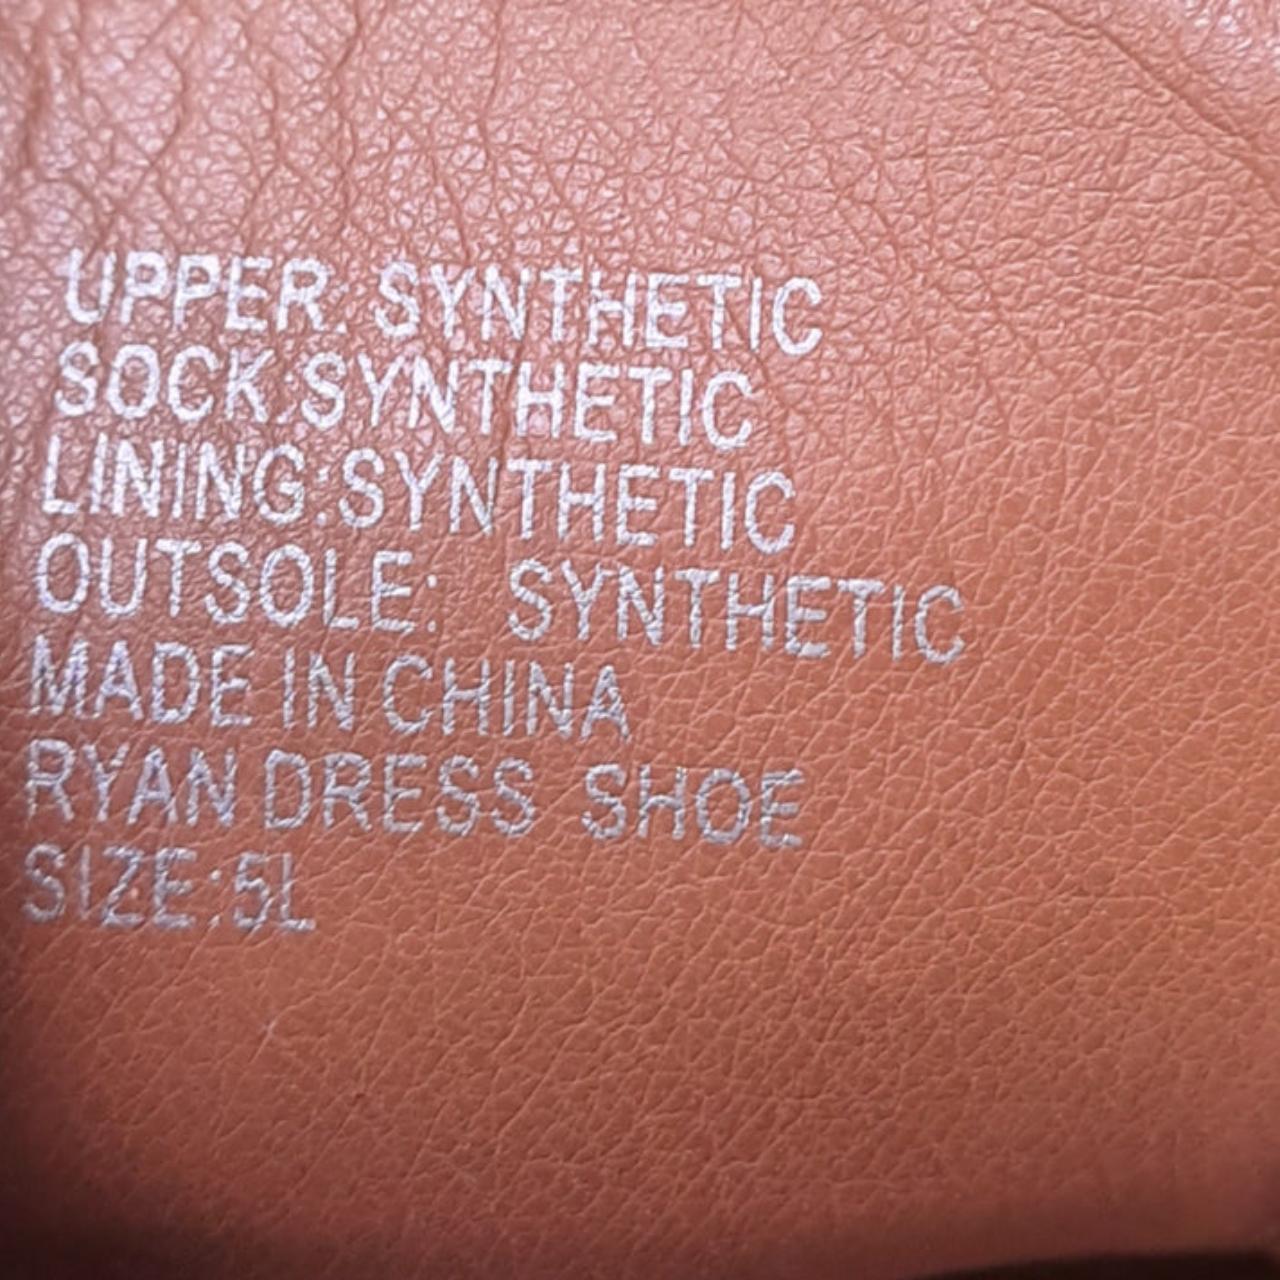 UPPER: SYNTHETIC
SOCK:SYNTHETIC
LINING:SYNTHETIC
OUTSOLE: SYNTHETIC
MADE IN CHINA
RYAN DRESS SHOE
SIZE:5L